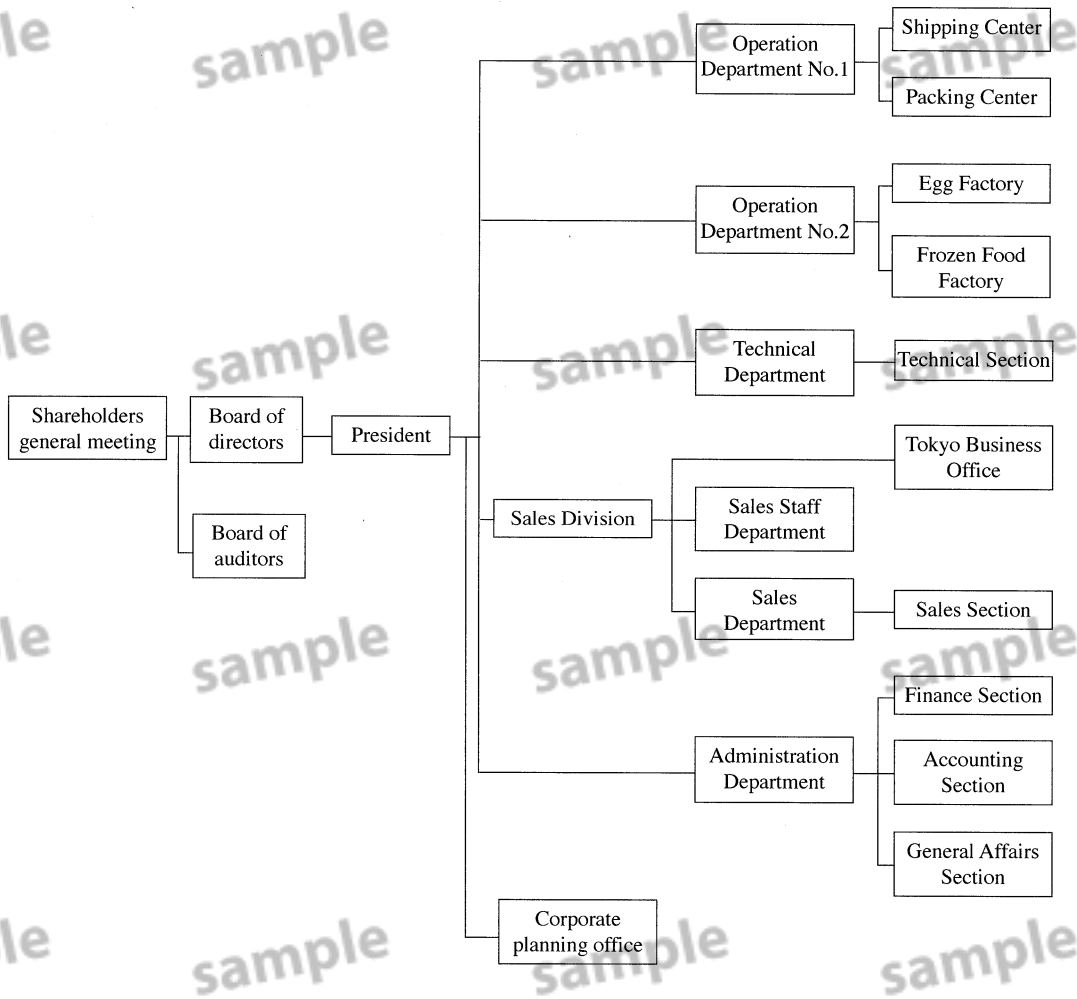 Shipping Center
Operation
Department No.1
Packing Center
Egg Factory
Operation
Department No.2
Frozen Food
Factory
Technical
Department
Technical Section
Shareholders
general meeting
Board of
directors
President
Tokyo Business
Office
Sales Division
Sales Staff
Department
Board of
auditors
Sales
Department
Sales Section
Finance Section
Administration
Department
Accounting
Section
General Affairs
Section
Corporate
planning office
sample
sample
sample
sample
sample
sample
sample
sample
sample
sample
sample
sample